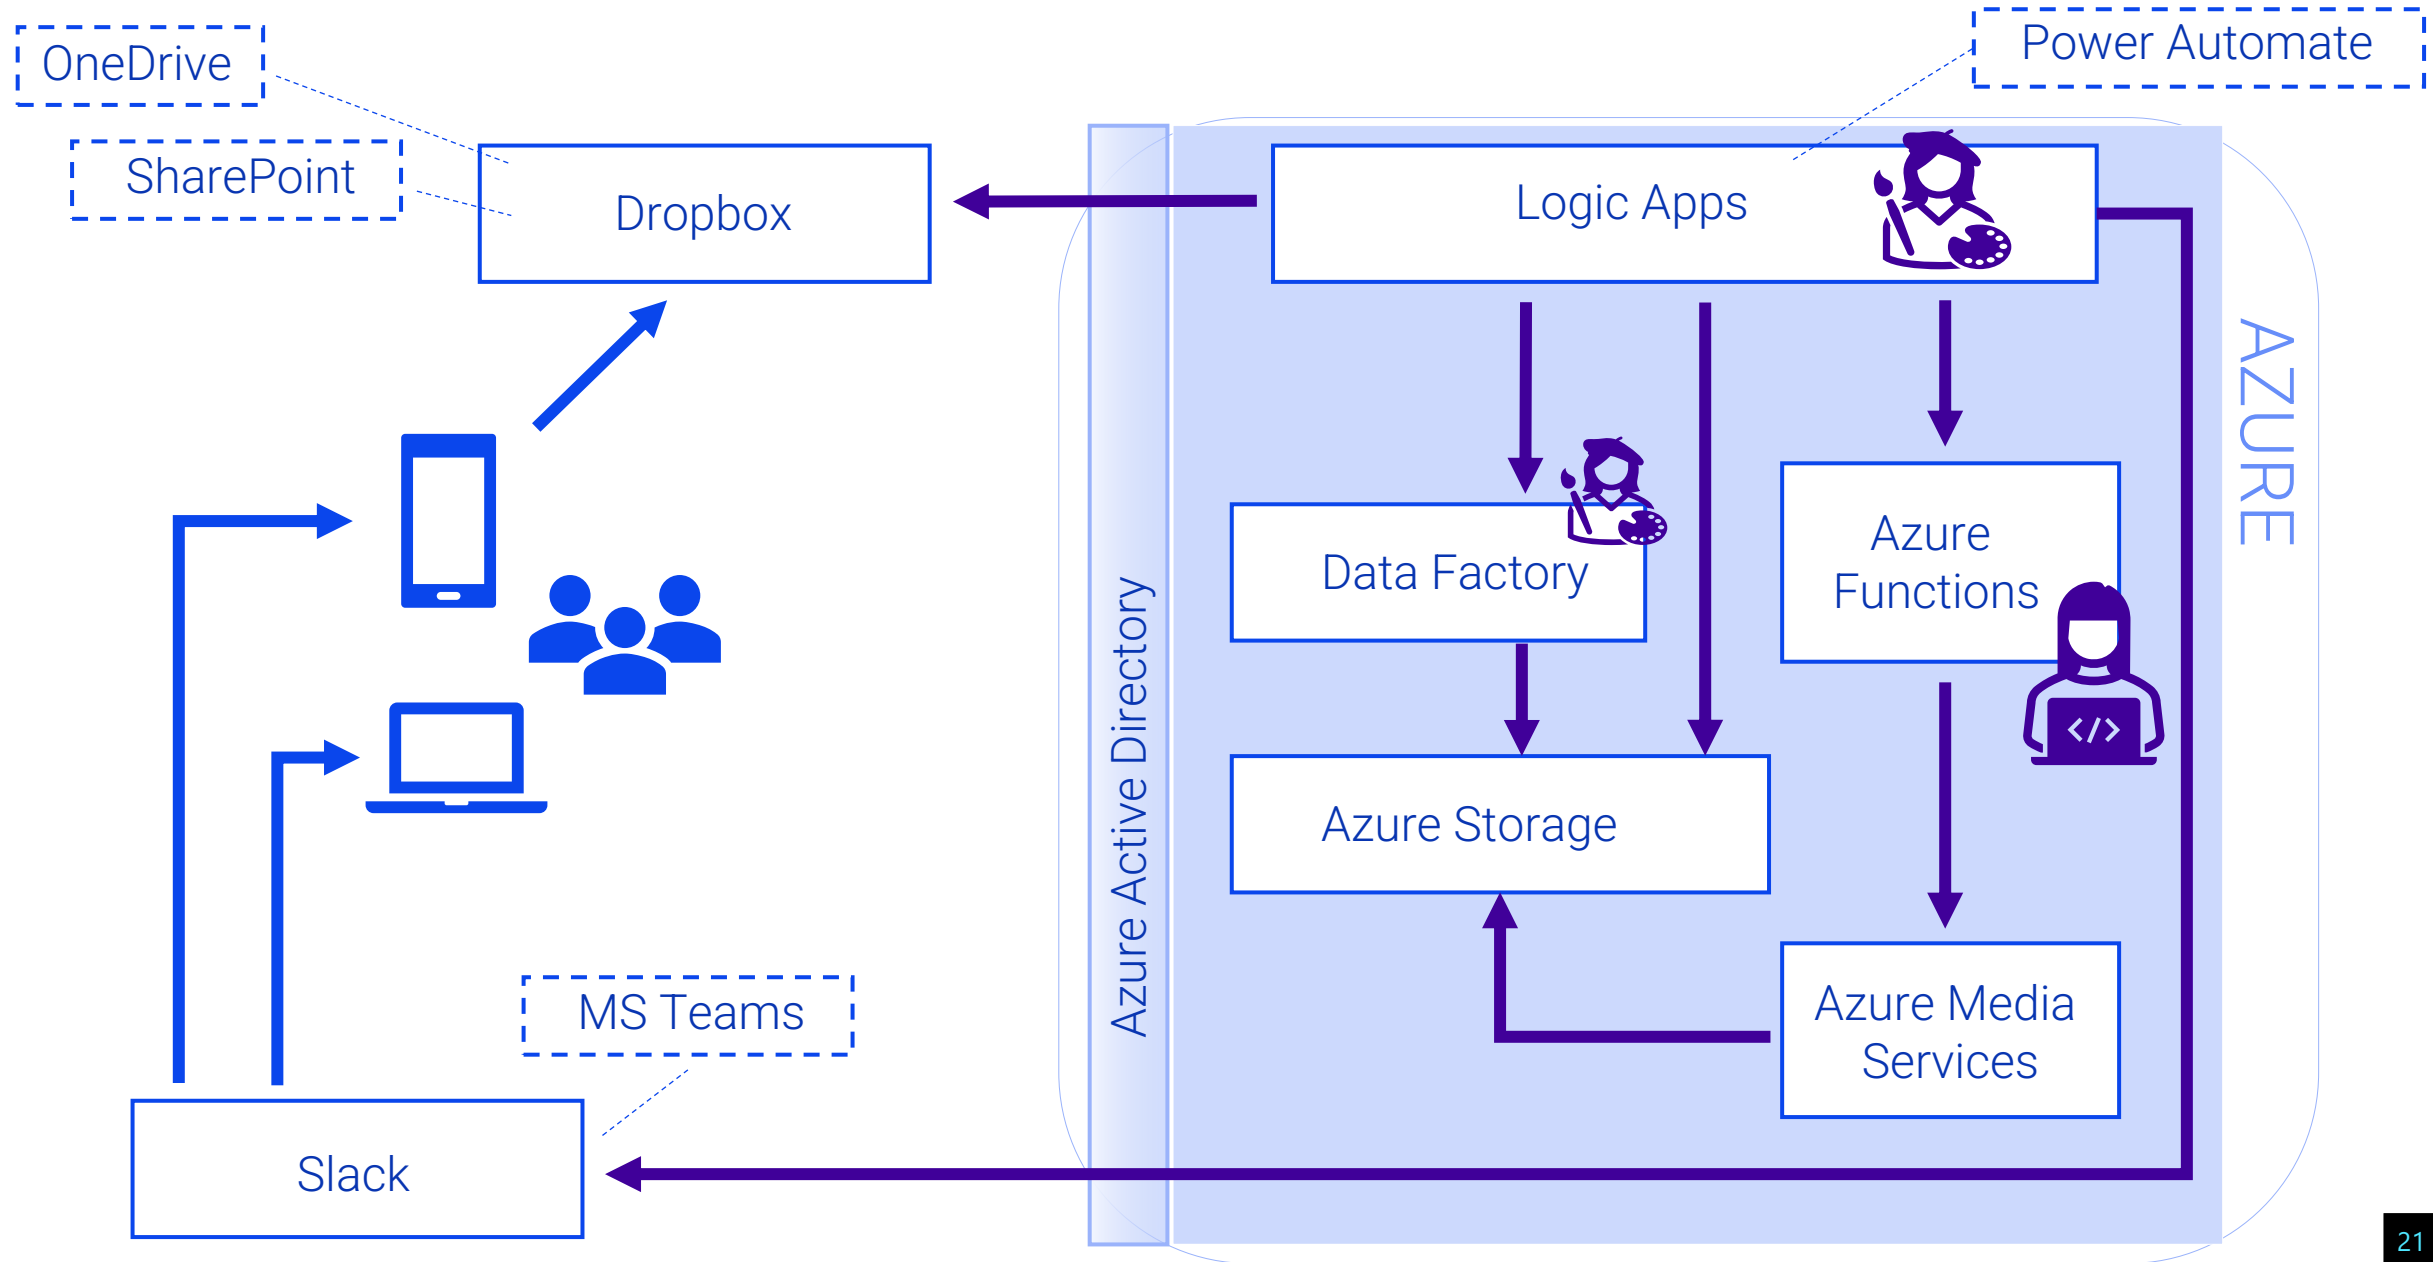 OneDrive
Power Automate
SharePoint
Dropbox
Logic Apps
AZURE
Azure
Functions
Data Factory
Azure Active Directory
Azure Storage
</>
MS Teams
Azure Media
Services
Slack
21